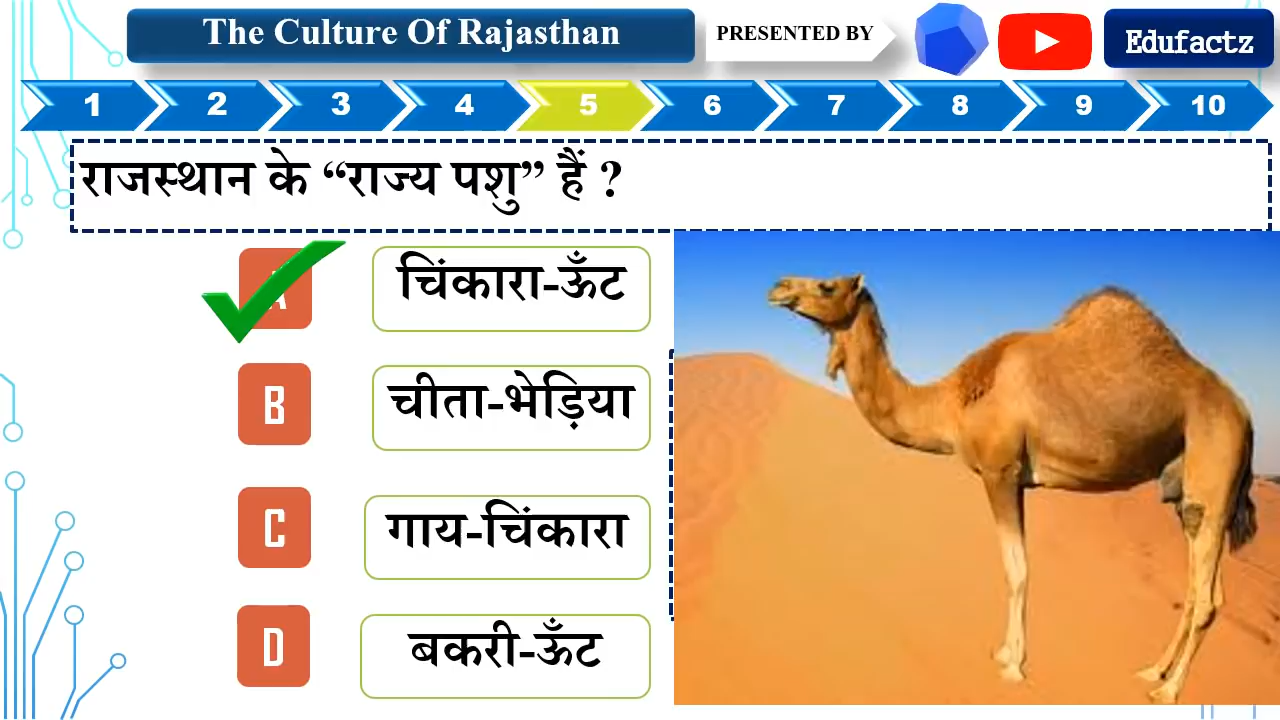 The Culture Of Rajasthan
PRESENTED BY
Edufactz
1 2 3 4 5 6 7 8 9 10
राजस्थान के “राज्य पशु” हैं ?
A चिंकारा-ऊँट
B चीता-भेड़िया
C गाय-चिंकारा
D बकरी-ऊँट